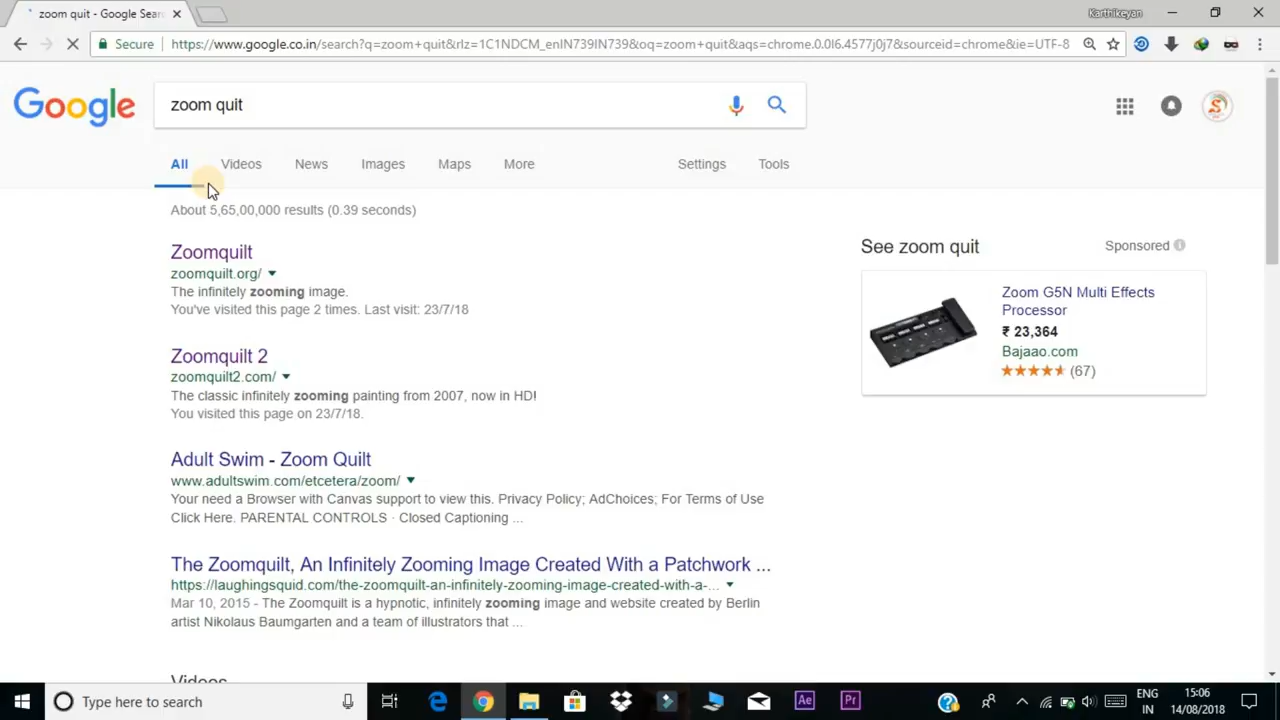 zoom quit - Google Sear
Karthikeyan
Secure
https://www.google.co.in/search?q=zoom+quit&rlz=1C1NDCM_enIN739IN739&oq=zoom+quit&aqs=chrome.0.0l6.4577j0j7&sourceid=chrome&ie=UTF-8
Google
zoom quit
S
All Videos News Images Maps More Settings Tools
About 5,65,00,000 results (0.39 seconds)
Zoomquilt
zoomquilt.org/
The infinitely zooming image.
You've visited this page 2 times. Last visit: 23/7/18
Zoomquilt 2
zoomquilt2.com/
The classic infinitely zooming painting from 2007, now in HD!
You visited this page on 23/7/18.
Adult Swim - Zoom Quilt
www.adultswim.com/etcetera/zoom/
Your need a Browser with Canvas support to view this. Privacy Policy; AdChoices; For Terms of Use
Click Here. PARENTAL CONTROLS · Closed Captioning ...
The Zoomquilt, An Infinitely Zooming Image Created With a Patchwork ...
https://laughingsquid.com/the-zoomquilt-an-infinitely-zooming-image-created-with-a-...
Mar 10, 2015 - The Zoomquilt is a hypnotic, infinitely zooming image and website created by Berlin
artist Nikolaus Baumgarten and a team of illustrators that ...
Videos
See zoom quit
Sponsored
Zoom G5N Multi Effects
Processor
₹ 23,364
Bajaao.com
(67)
Type here to search
Ae
Pr
ENG
IN
15:06
14/08/2018